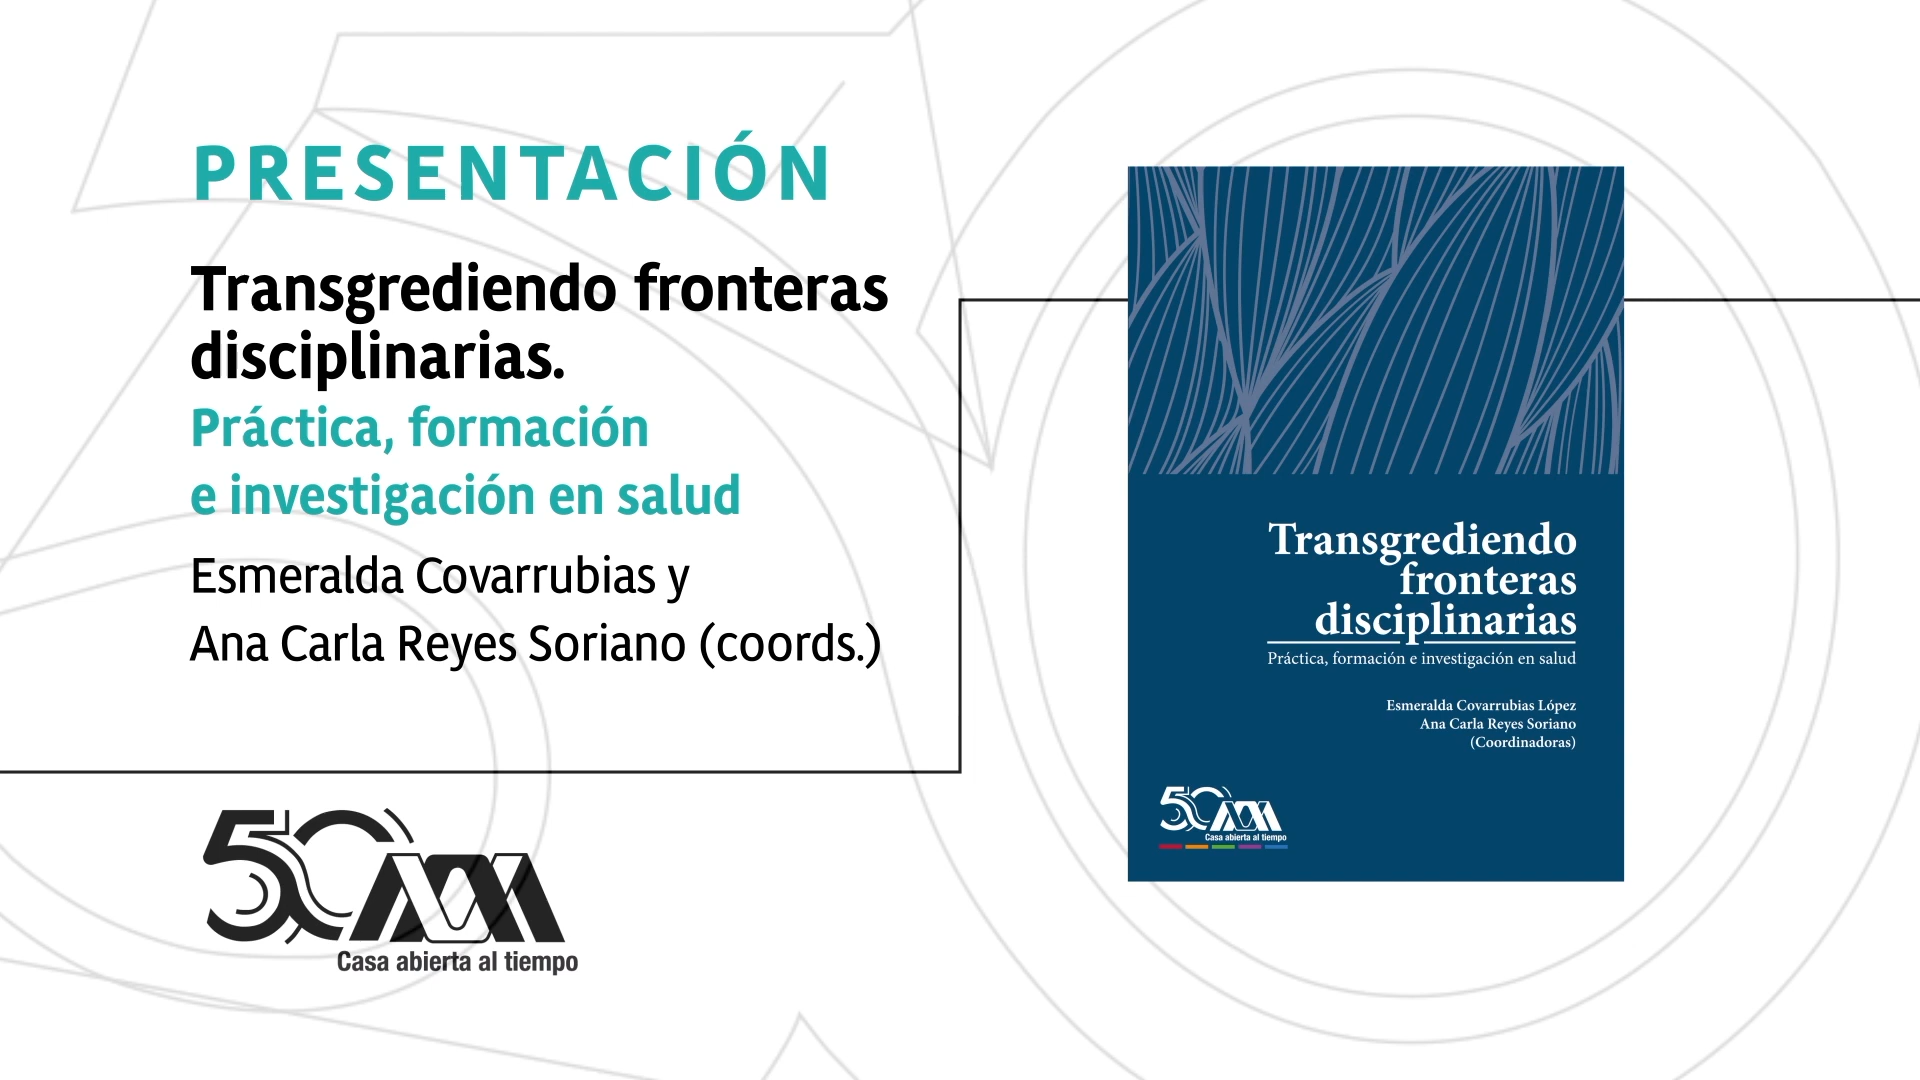 PRESENTACIÓN
Transgrediendo fronteras
disciplinarias.
Práctica, formación
e investigación en salud
Esmeralda Covarrubias y
Ana Carla Reyes Soriano (coords.)
50
Casa abierta al tiempo
Transgrediendo
fronteras
disciplinarias
Práctica, formación e investigación en salud
Esmeralda Covarrubias López
Ana Carla Reyes Soriano
(Coordinadoras)
50
Casa abierta al tiempo